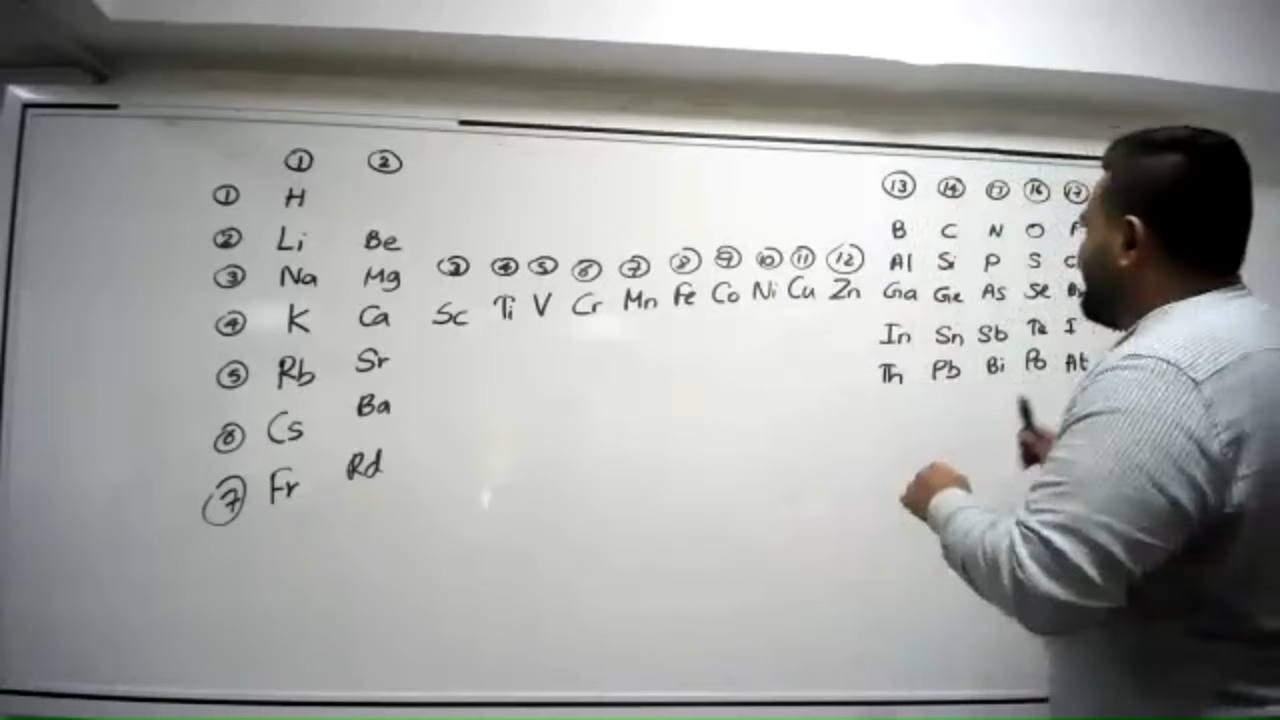 ① ② ⑬ ⑭ ⑮ ⑯ ⑰
① H
② Li Be B C N O F
③ Na Mg ③ ④ ⑤ ⑥ ⑦ ⑧ ⑨ ⑩ ⑪ ⑫ Al Si P S
④ K Ca Sc Ti V Cr Mn Fe Co Ni Cu Zn Ga Ge As Se Br
⑤ Rb Sr In Sn Sb Te I
⑥ Cs Ba Th Pb Bi Po At
⑦ Fr Rd